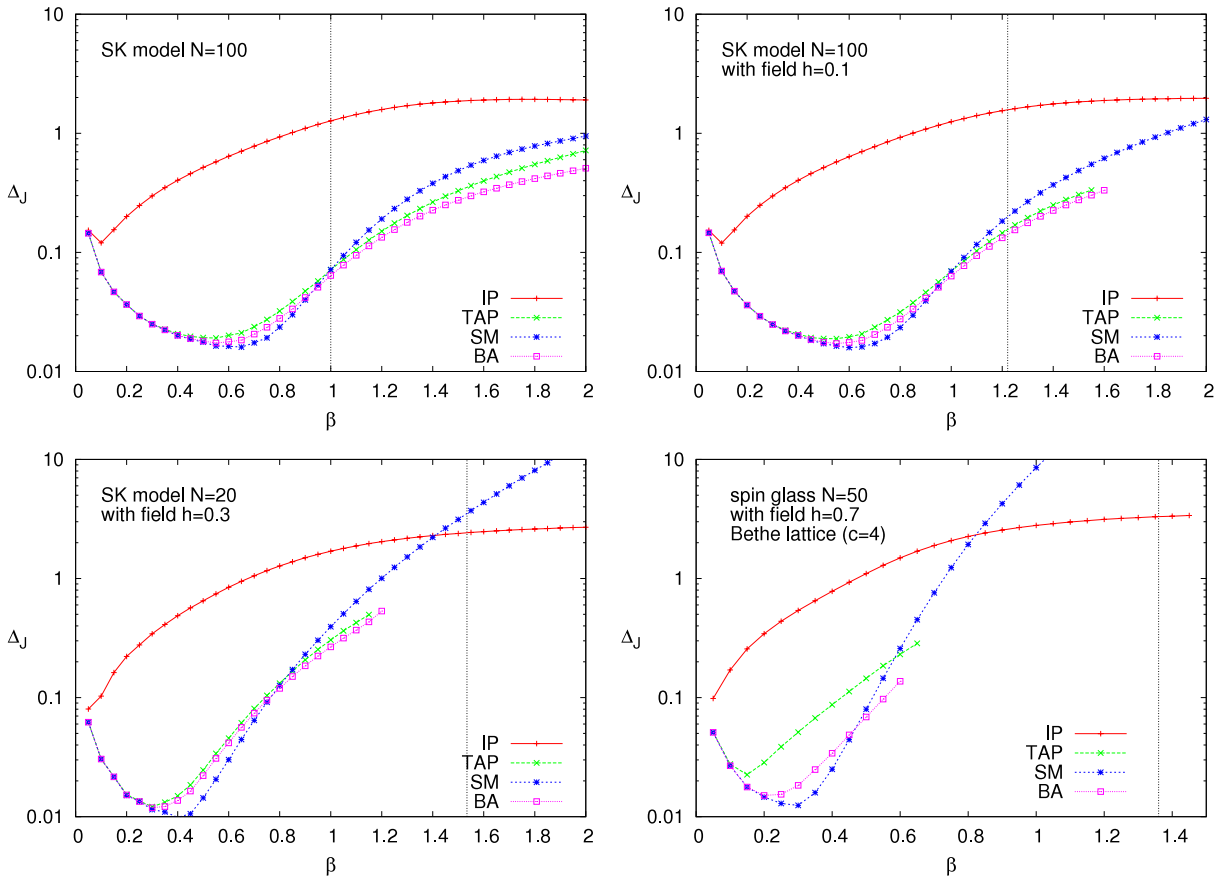 10
1
0.1
0.01
Δ_J
SK model N=100
IP
TAP
SM
BA
0.2 0.4 0.6 0.8 1 1.2 1.4 1.6 1.8 2
β
10
1
0.1
0.01
Δ_J
SK model N=100
with field h=0.1
IP
TAP
SM
BA
0 0.2 0.4 0.6 0.8 1 1.2 1.4 1.6 1.8 2
β
10
1
0.1
0.01
Δ_J
SK model N=20
with field h=0.3
IP
TAP
SM
BA
0.2 0.4 0.6 0.8 1 1.2 1.4 1.6 1.8 2
β
10
1
0.1
0.01
Δ_J
spin glass N=50
with field h=0.7
Bethe lattice (c=4)
IP
TAP
SM
BA
0 0.2 0.4 0.6 0.8 1 1.2 1.4
β